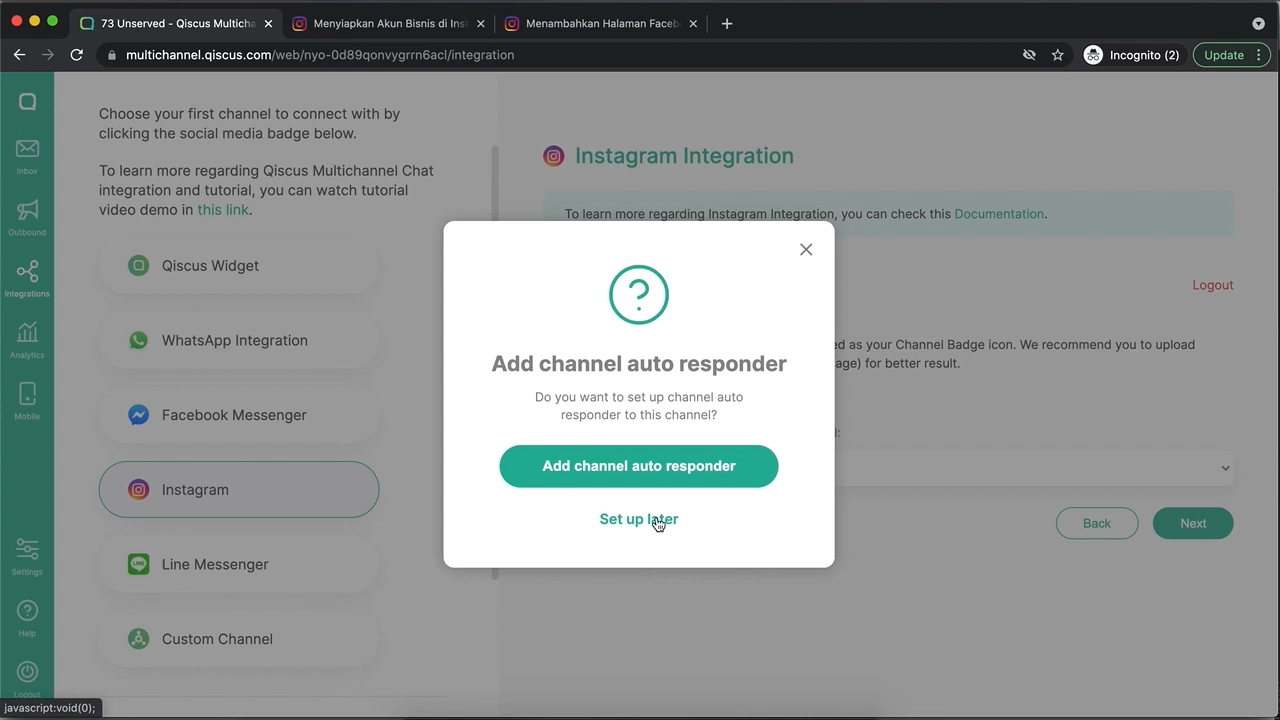 73 Unserved - Qiscus Multicha
Menyiapkan Akun Bisnis di Inst
Menambahkan Halaman Faceb
multichannel.qiscus.com/web/nyo-0d89qonvygrrn6acl/integration
Incognito (2)
Update
Inbox
Outbound
Integrations
Analytics
Mobile
Settings
Help
Logout
Choose your first channel to connect with by
clicking the social media badge below.
To learn more regarding Qiscus Multichannel Chat
integration and tutorial, you can watch tutorial
video demo in this link.
Qiscus Widget
WhatsApp Integration
Facebook Messenger
Instagram
Line Messenger
Custom Channel
Instagram Integration
To learn more regarding Instagram Integration, you can check this Documentation.
Logout
ed as your Channel Badge icon. We recommend you to upload
age) for better result.
d:
Back
Next
Add channel auto responder
Do you want to set up channel auto
responder to this channel?
Add channel auto responder
Set up later
javascript:void(0);